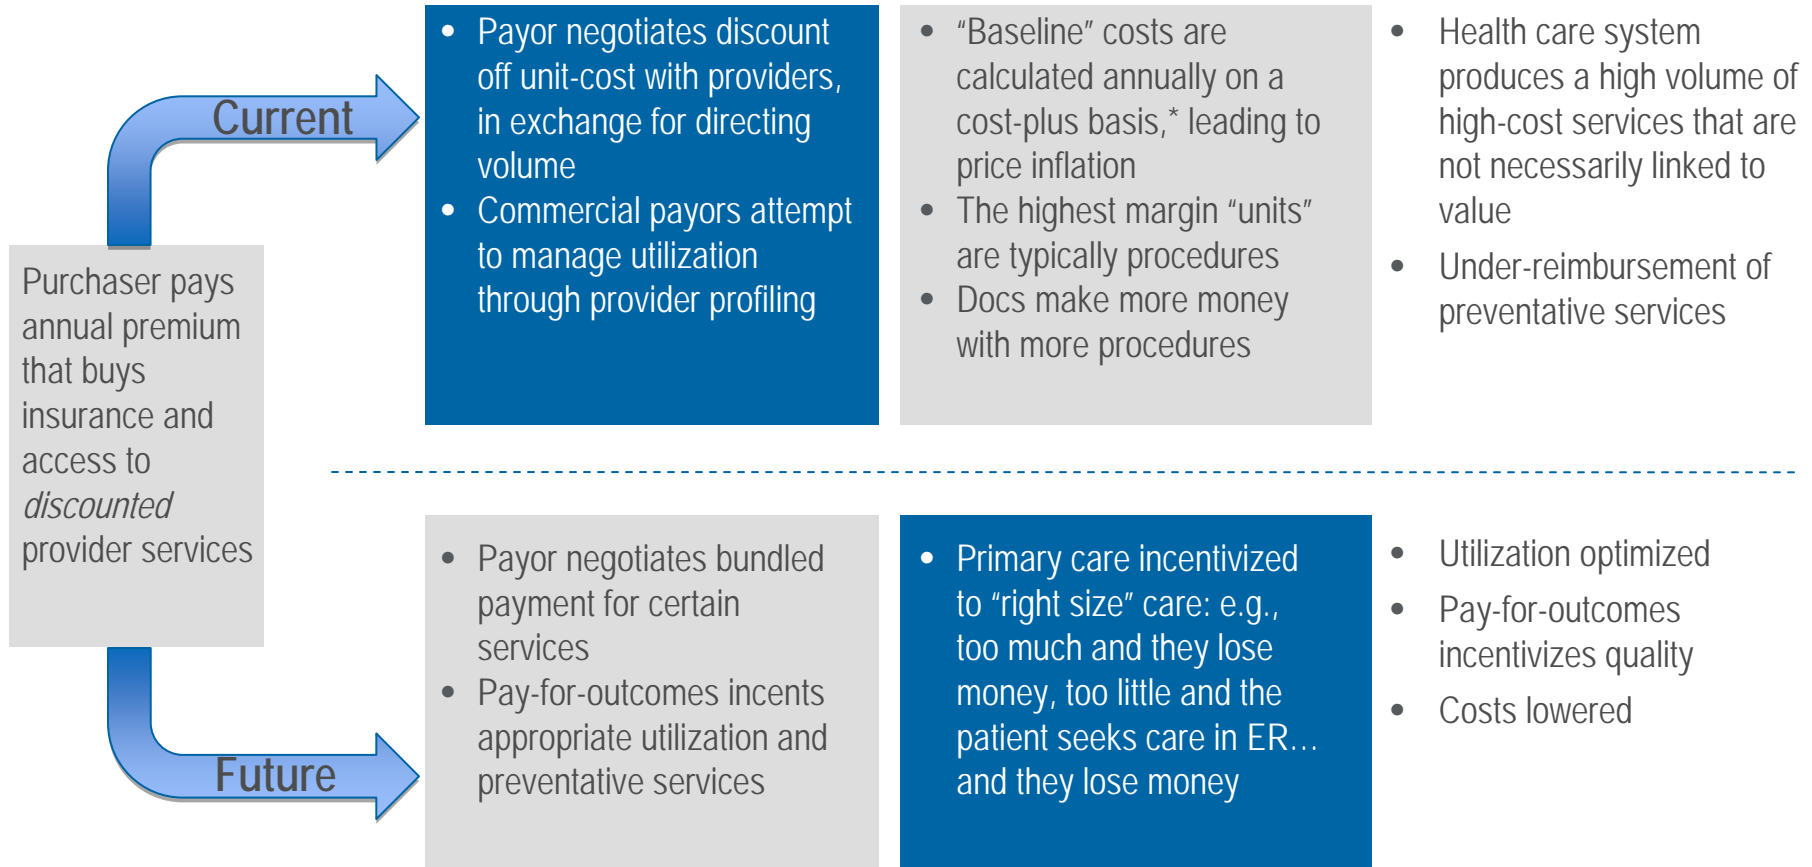 Current
• Payor negotiates discount
off unit-cost with providers,
in exchange for directing
volume
• Commercial payors attempt
to manage utilization
through provider profiling
• “Baseline” costs are
calculated annually on a
cost-plus basis,* leading to
price inflation
• The highest margin “units”
are typically procedures
• Docs make more money
with more procedures
• Health care system
produces a high volume of
high-cost services that are
not necessarily linked to
value
• Under-reimbursement of
preventative services
Purchaser pays
annual premium
that buys
insurance and
access to
discounted
provider services
Future
• Payor negotiates bundled
payment for certain
services
• Pay-for-outcomes incents
appropriate utilization and
preventative services
• Primary care incentivized
to “right size” care: e.g.,
too much and they lose
money, too little and the
patient seeks care in ER…
and they lose money
• Utilization optimized
• Pay-for-outcomes
incentivizes quality
• Costs lowered